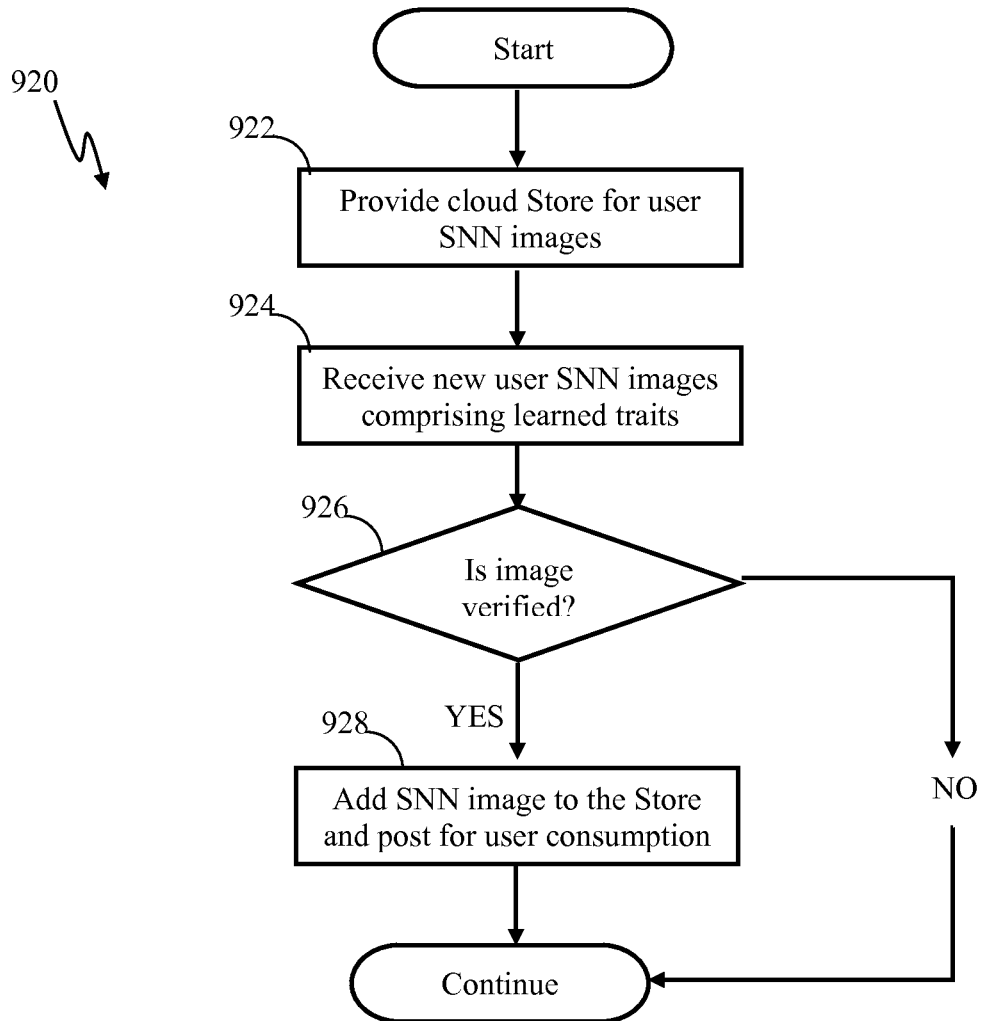 Start
920
922
Provide cloud Store for user
SNN images
924
Receive new user SNN images
comprising learned traits
926
Is image
verified?
YES
928
NO
Add SNN image to the Store
and post for user consumption
Continue